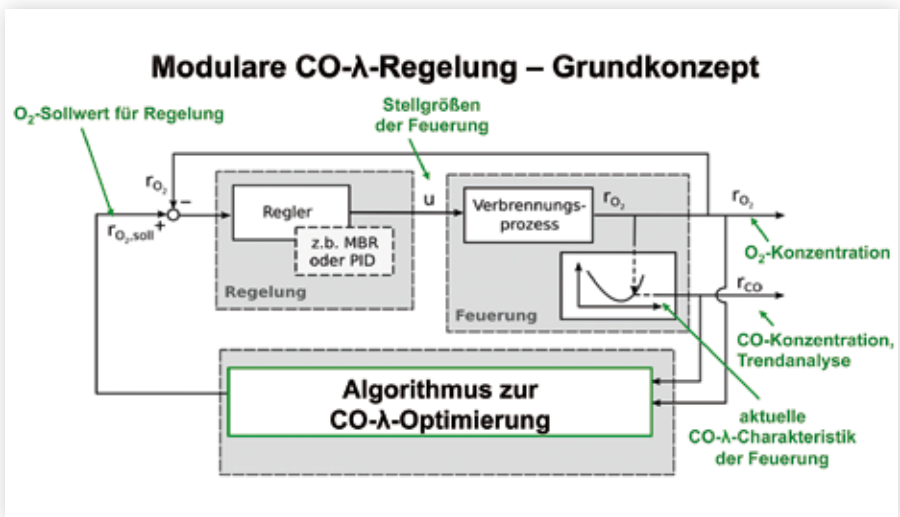 Modulare CO-λ-Regelung – Grundkonzept
O₂-Sollwert für Regelung
Stellgrößen
der Feuerung
r_O₂
−
+
r_O₂,soll
Regler
z.b. MBR
oder PID
Regelung
u
Verbrennungs-
prozess
r_O₂
r_O₂
r_O₂
O₂-Konzentration
r_CO
Feuerung
CO-Konzentration,
Trendanalyse
Algorithmus zur
CO-λ-Optimierung
aktuelle
CO-λ-Charakteristik
der Feuerung